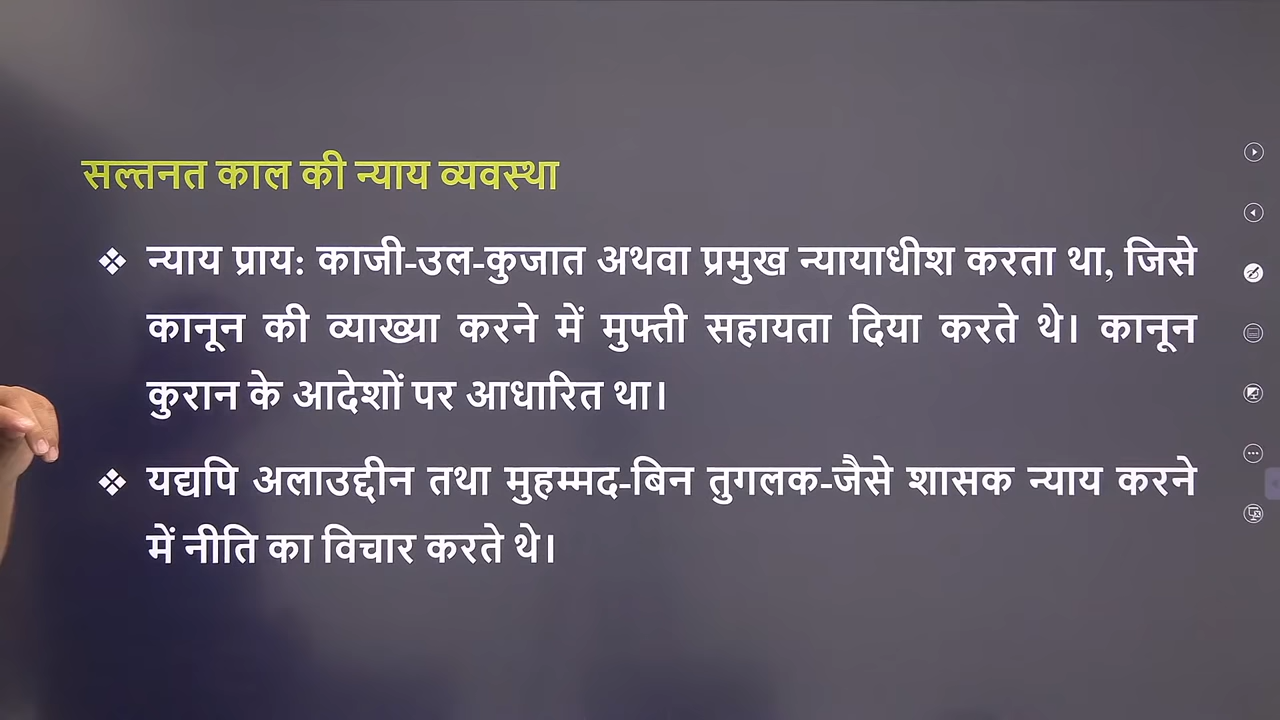 सल्तनत काल की न्याय व्यवस्था
❖ न्याय प्राय: काजी-उल-कुजात अथवा प्रमुख न्यायाधीश करता था, जिसे
कानून की व्याख्या करने में मुफ्ती सहायता दिया करते थे। कानून
कुरान के आदेशों पर आधारित था।
❖ यद्यपि अलाउद्दीन तथा मुहम्मद-बिन तुगलक-जैसे शासक न्याय करने
में नीति का विचार करते थे।